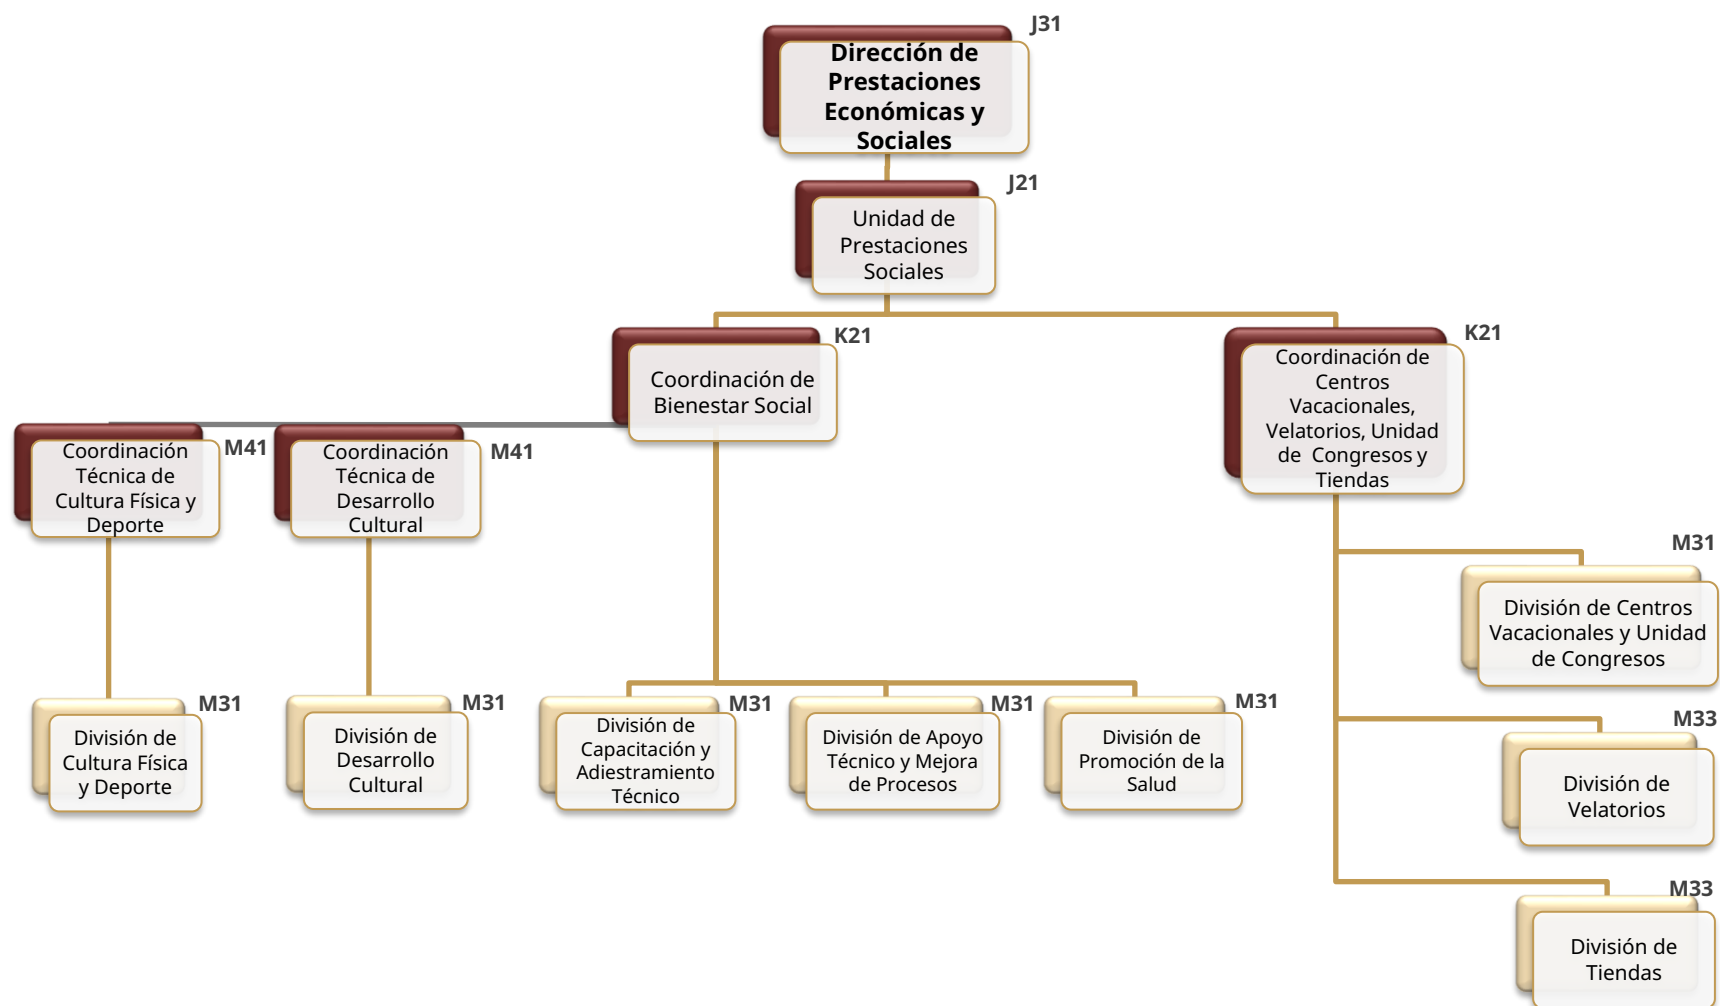 J31
Dirección de
Prestaciones
Económicas y
Sociales
J21
Unidad de
Prestaciones
Sociales
K21
Coordinación de
Bienestar Social
K21
Coordinación de
Centros
Vacacionales,
Velatorios, Unidad
de Congresos y
Tiendas
M41
Coordinación
Técnica de
Cultura Física y
Deporte
M41
Coordinación
Técnica de
Desarrollo
Cultural
M31
División de Centros
Vacacionales y Unidad
de Congresos
M31
División de
Cultura Física
y Deporte
M31
División de
Desarrollo
Cultural
M31
División de
Capacitación y
Adiestramiento
Técnico
M31
División de Apoyo
Técnico y Mejora
de Procesos
M31
División de
Promoción de la
Salud
M33
División de
Velatorios
M33
División de
Tiendas